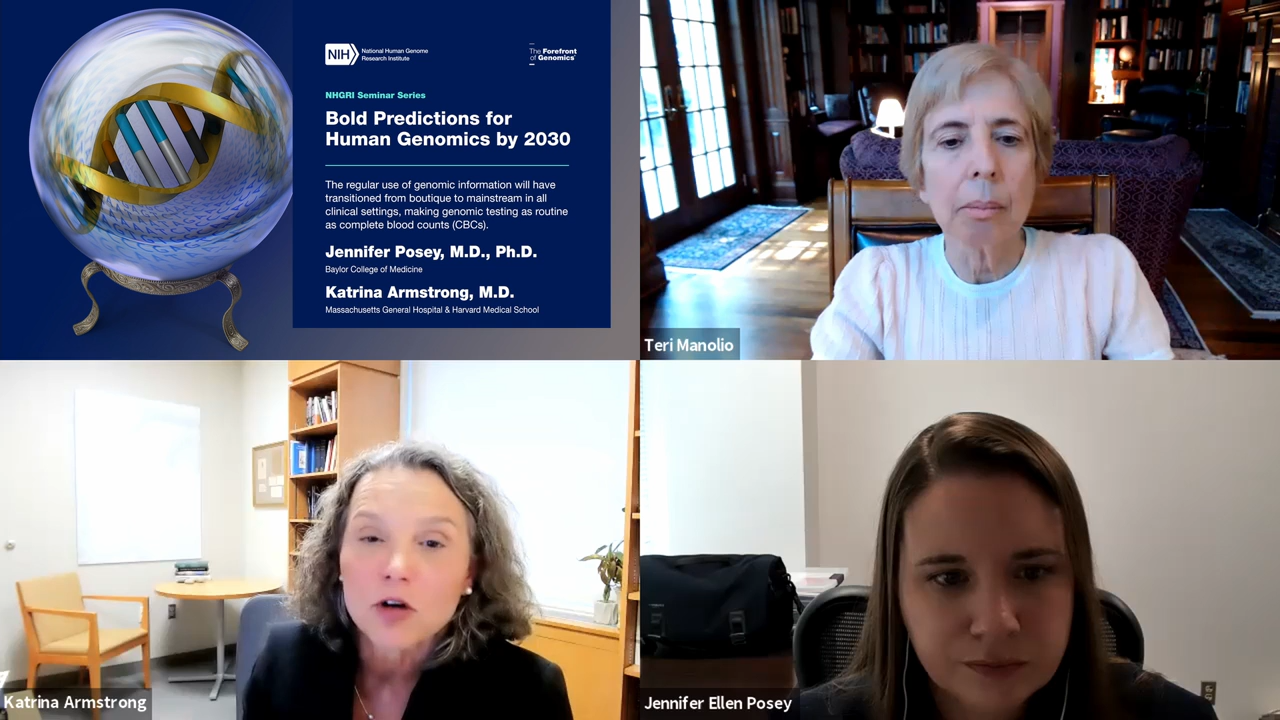 NIH National Human Genome
Research Institute
The Forefront
of Genomics
NHGRI Seminar Series
Bold Predictions for
Human Genomics by 2030
The regular use of genomic information will have
transitioned from boutique to mainstream in all
clinical settings, making genomic testing as routine
as complete blood counts (CBCs).
Jennifer Posey, M.D., Ph.D.
Baylor College of Medicine
Katrina Armstrong, M.D.
Massachusetts General Hospital & Harvard Medical School
Teri Manolio
Katrina Armstrong
Jennifer Ellen Posey